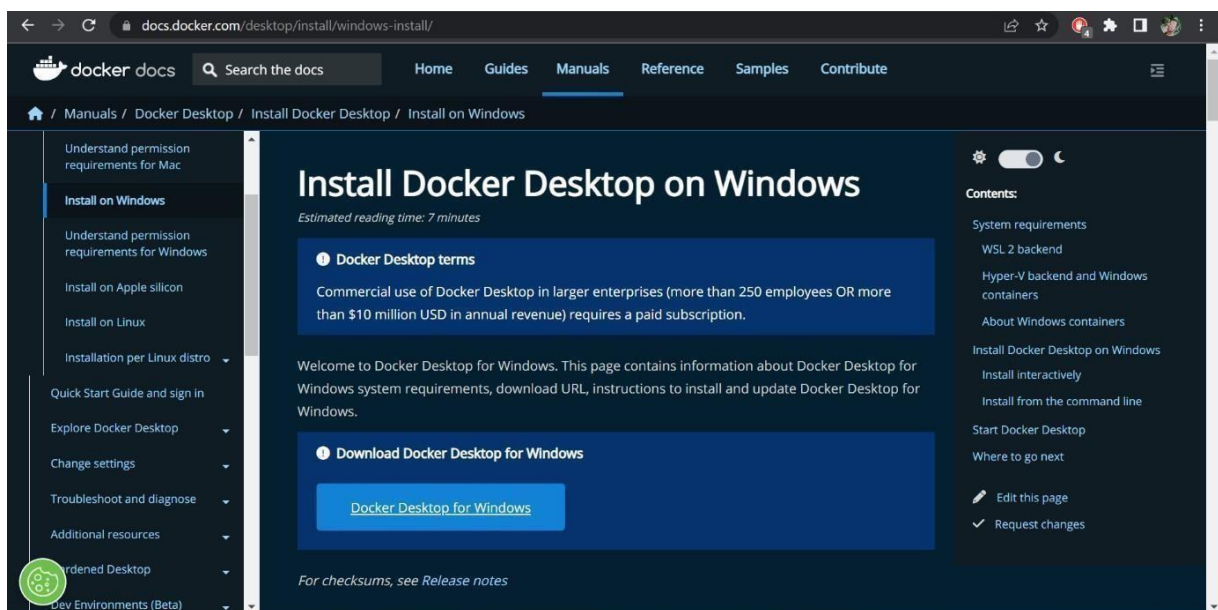 docs.docker.com/desktop/install/windows-install/
4
docker docs
Search the docs
Home
Guides
Manuals
Reference
Samples
Contribute
/ Manuals / Docker Desktop / Install Docker Desktop / Install on Windows
Understand permission
requirements for Mac
Install on Windows
Understand permission
requirements for Windows
Install on Apple silicon
Install on Linux
Installation per Linux distro
Quick Start Guide and sign in
Explore Docker Desktop
Change settings
Troubleshoot and diagnose
Additional resources
rdened Desktop
Dev Environments (Beta)
Install Docker Desktop on Windows
Estimated reading time: 7 minutes
Docker Desktop terms
Commercial use of Docker Desktop in larger enterprises (more than 250 employees OR more
than $10 million USD in annual revenue) requires a paid subscription.
Welcome to Docker Desktop for Windows. This page contains information about Docker Desktop for
Windows system requirements, download URL, instructions to install and update Docker Desktop for
Windows.
Download Docker Desktop for Windows
Docker Desktop for Windows
For checksums, see Release notes
Contents:
System requirements
WSL 2 backend
Hyper-V backend and Windows
containers
About Windows containers
Install Docker Desktop on Windows
Install interactively
Install from the command line
Start Docker Desktop
Where to go next
Edit this page
Request changes